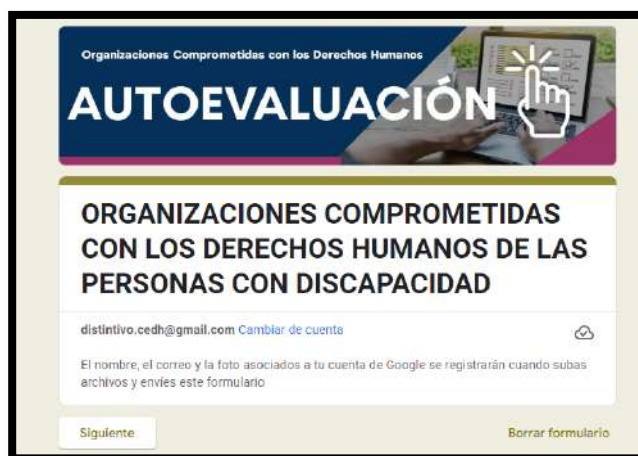 Organizaciones Comprometidas con los Derechos Humanos
AUTOEVALUACIÓN
ORGANIZACIONES COMPROMETIDAS
CON LOS DERECHOS HUMANOS DE LAS
PERSONAS CON DISCAPACIDAD
distintivo.cedh@gmail.com Cambiar de cuenta
El nombre, el correo y la foto asociados a tu cuenta de Google se registrarán cuando subas
archivos y envíes este formulario
Siguiente Borrar formulario